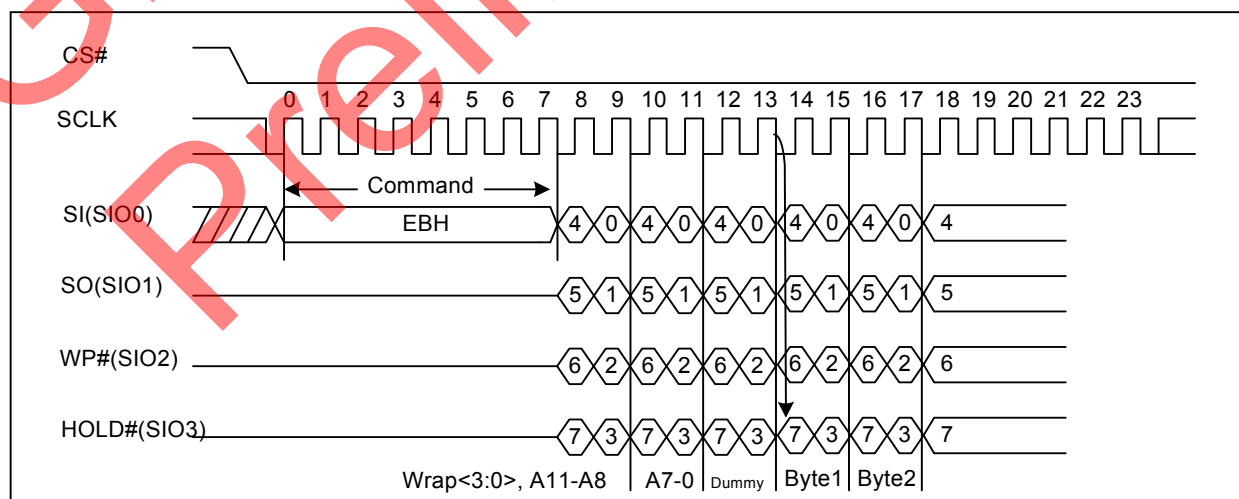 CS#
0 1 2 3 4 5 6 7 8 9 10 11 12 13 14 15 16 17 18 19 20 21 22 23
SCLK
Command
SI(SIO0) EBH 4 0 4 0 4 0 4 0 4 0 4
SO(SIO1) 5 1 5 1 5 1 5 1 5 1 5
WP#(SIO2) 6 2 6 2 6 2 6 2 6 2 6
HOLD#(SIO3) 7 3 7 3 7 3 7 3 7 3 7
Wrap<3:0>, A11-A8 A7-0 Dummy Byte1 Byte2
G
Preli